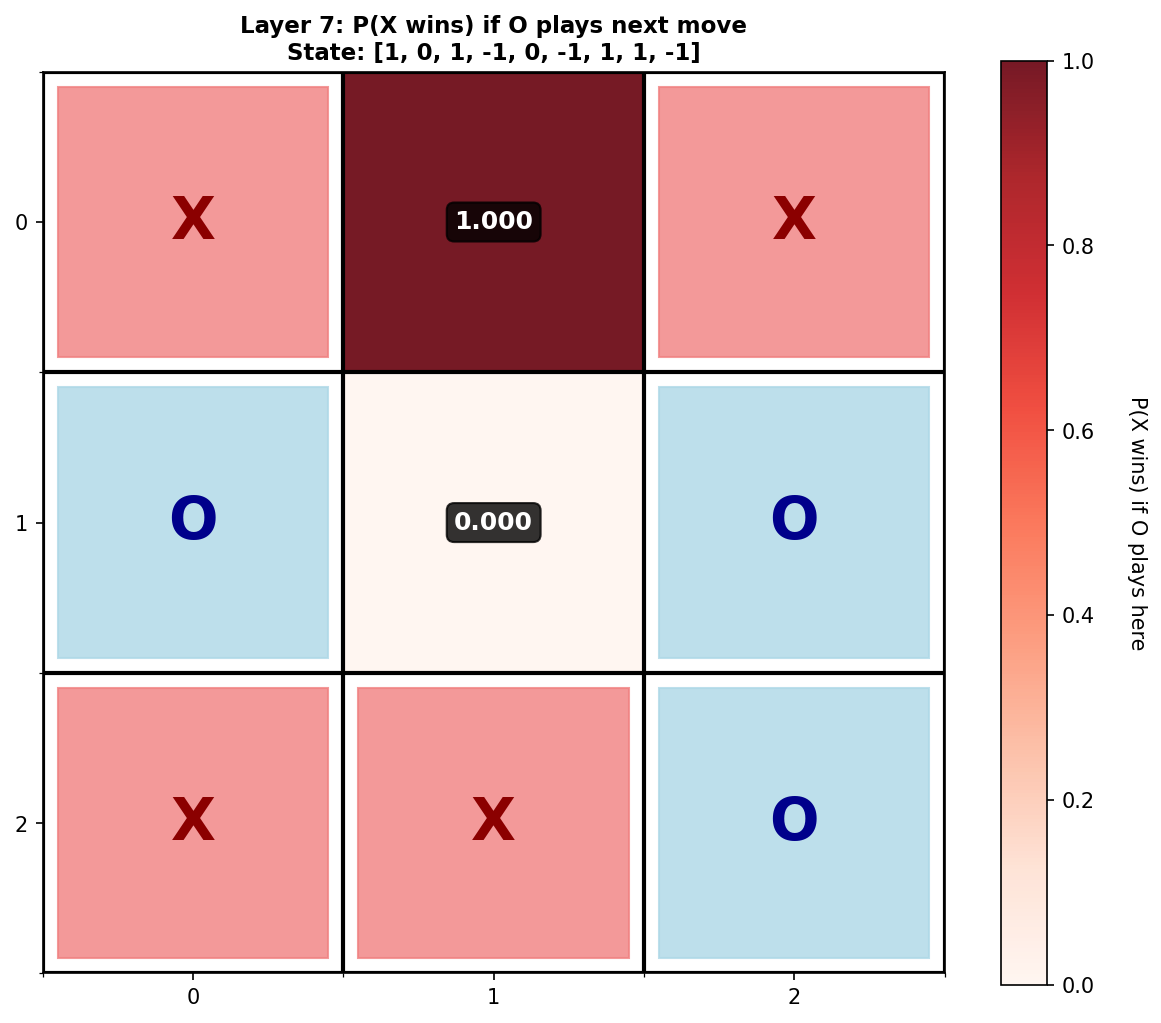 Layer 7: P(X wins) if O plays next move
State: [1, 0, 1, -1, 0, -1, 1, 1, -1]
X
1.000
X
O
0.000
O
X
X
O
0
1
2
0
1
2
1.0
0.8
0.6
0.4
0.2
0.0
P(X wins) if O plays here